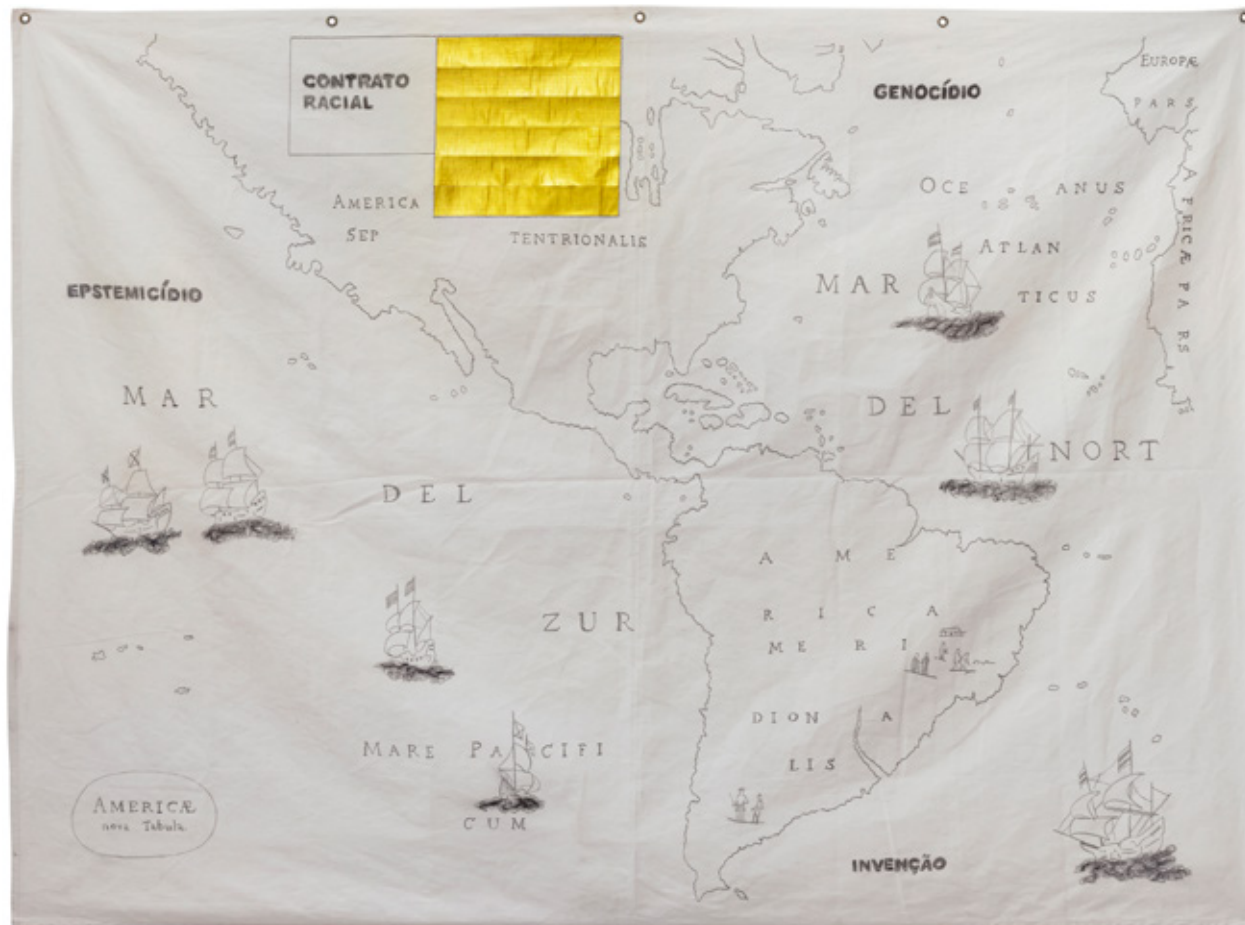 CONTRATO
RACIAL
GENOCÍDIO
EUROPÆ
PARS
AFRICÆ PARS
OCE ANUS
ATLAN
TICUS
AMERICA
SEP TENTRIONALIS
EPSTEMICÍDIO
MAR
DEL
NORT
MAR
DEL
ZUR
A ME
RICA
MERI
DION A
LIS
MARE PACIFI
CUM
AMERICÆ
nova Tabula
INVENÇÃO